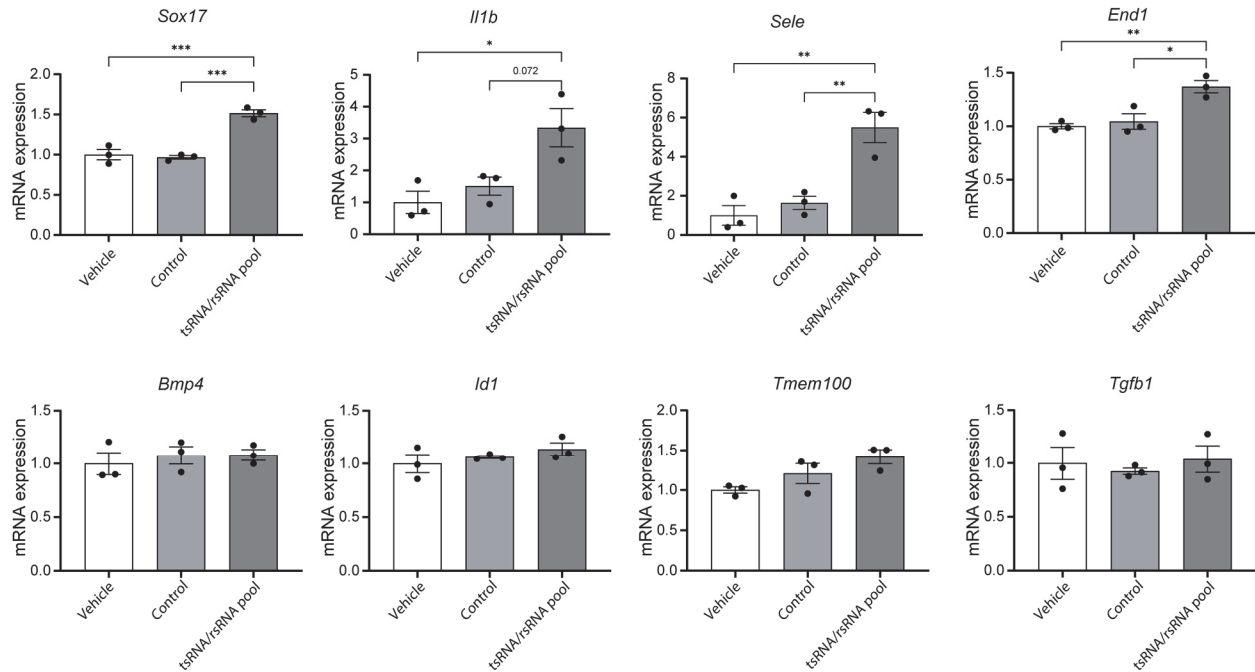 Sox17
***
***
mRNA expression
2.0
1.5
1.0
0.5
0.0
Vehicle
Control
tsRNA/rsRNA pool
Il1b
*
0.072
mRNA expression
5
4
3
2
1
0
Vehicle
Control
tsRNA/rsRNA pool
Sele
**
**
mRNA expression
8
6
4
2
0
Vehicle
Control
tsRNA/rsRNA pool
End1
**
*
mRNA expression
1.5
1.0
0.5
0.0
Vehicle
Control
tsRNA/rsRNA pool
Bmp4
mRNA expression
1.5
1.0
0.5
0.0
Vehicle
Control
tsRNA/rsRNA pool
Id1
mRNA expression
1.5
1.0
0.5
0.0
Vehicle
Control
tsRNA/rsRNA pool
Tmem100
mRNA expression
2.0
1.5
1.0
0.5
0.0
Vehicle
Control
tsRNA/rsRNA pool
Tgfb1
mRNA expression
1.5
1.0
0.5
0.0
Vehicle
Control
tsRNA/rsRNA pool